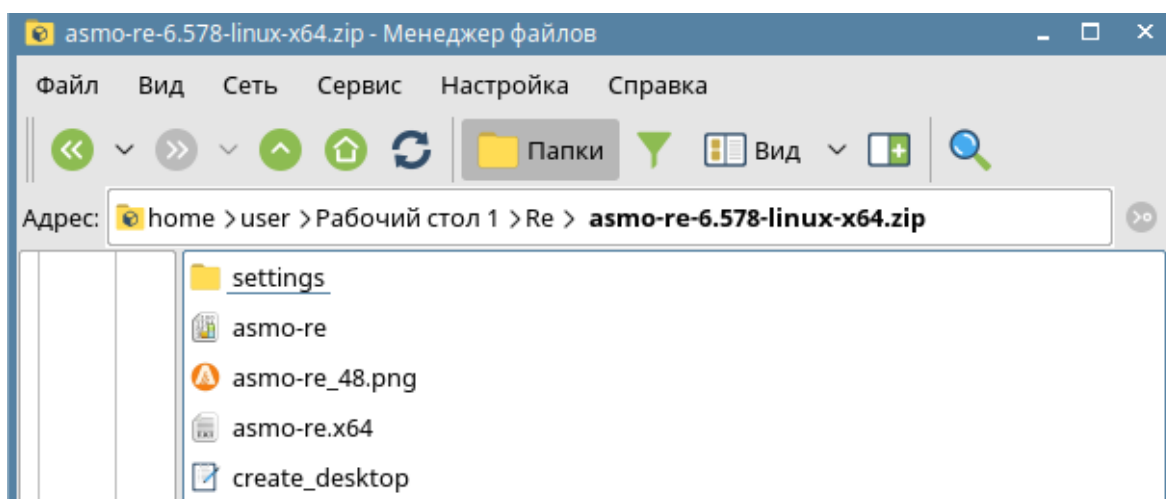 asmo-re-6.578-linux-x64.zip - Менеджер файлов
Файл Вид Сеть Сервис Настройка Справка
Папки Вид
Адрес: home > user > Рабочий стол 1 > Re > asmo-re-6.578-linux-x64.zip
settings
asmo-re
asmo-re_48.png
asmo-re.x64
create_desktop